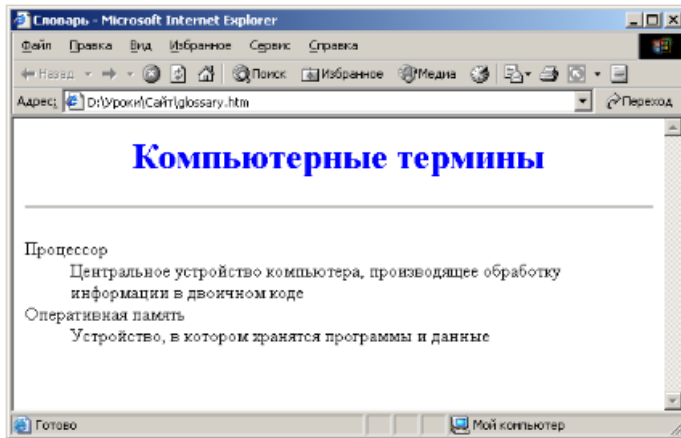 Словарь - Microsoft Internet Explorer
Файл Правка Вид Избранное Сервис Справка
Назад Поиск Избранное Медиа
Адрес: D:\Уроки\Сайт\glossary.htm Переход
Компьютерные термины
Процессор
Центральное устройство компьютера, производящее обработку
информации в двоичном коде
Оперативная память
Устройство, в котором хранятся программы и данные
Готово Мой компьютер